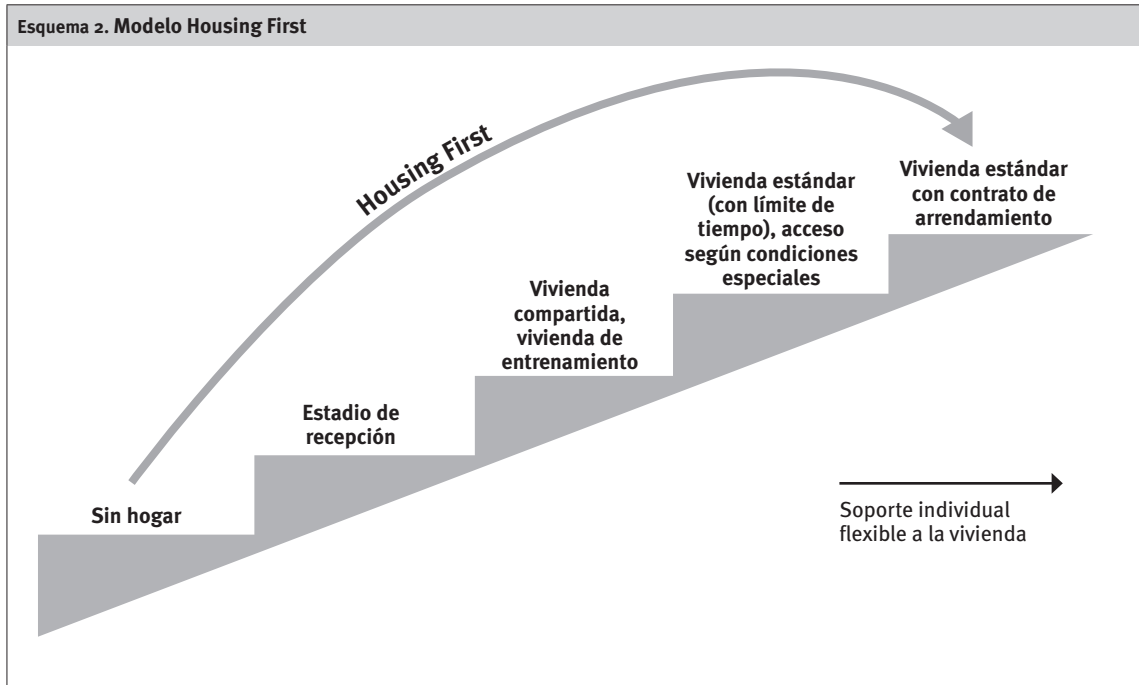 Esquema 2. Modelo Housing First
Housing First
Vivienda estándar
con contrato de
arrendamiento
Vivienda estándar
(con límite de
tiempo), acceso
según condiciones
especiales
Vivienda
compartida,
vivienda de
entrenamiento
Estadio de
recepción
Sin hogar
Soporte individual
flexible a la vivienda